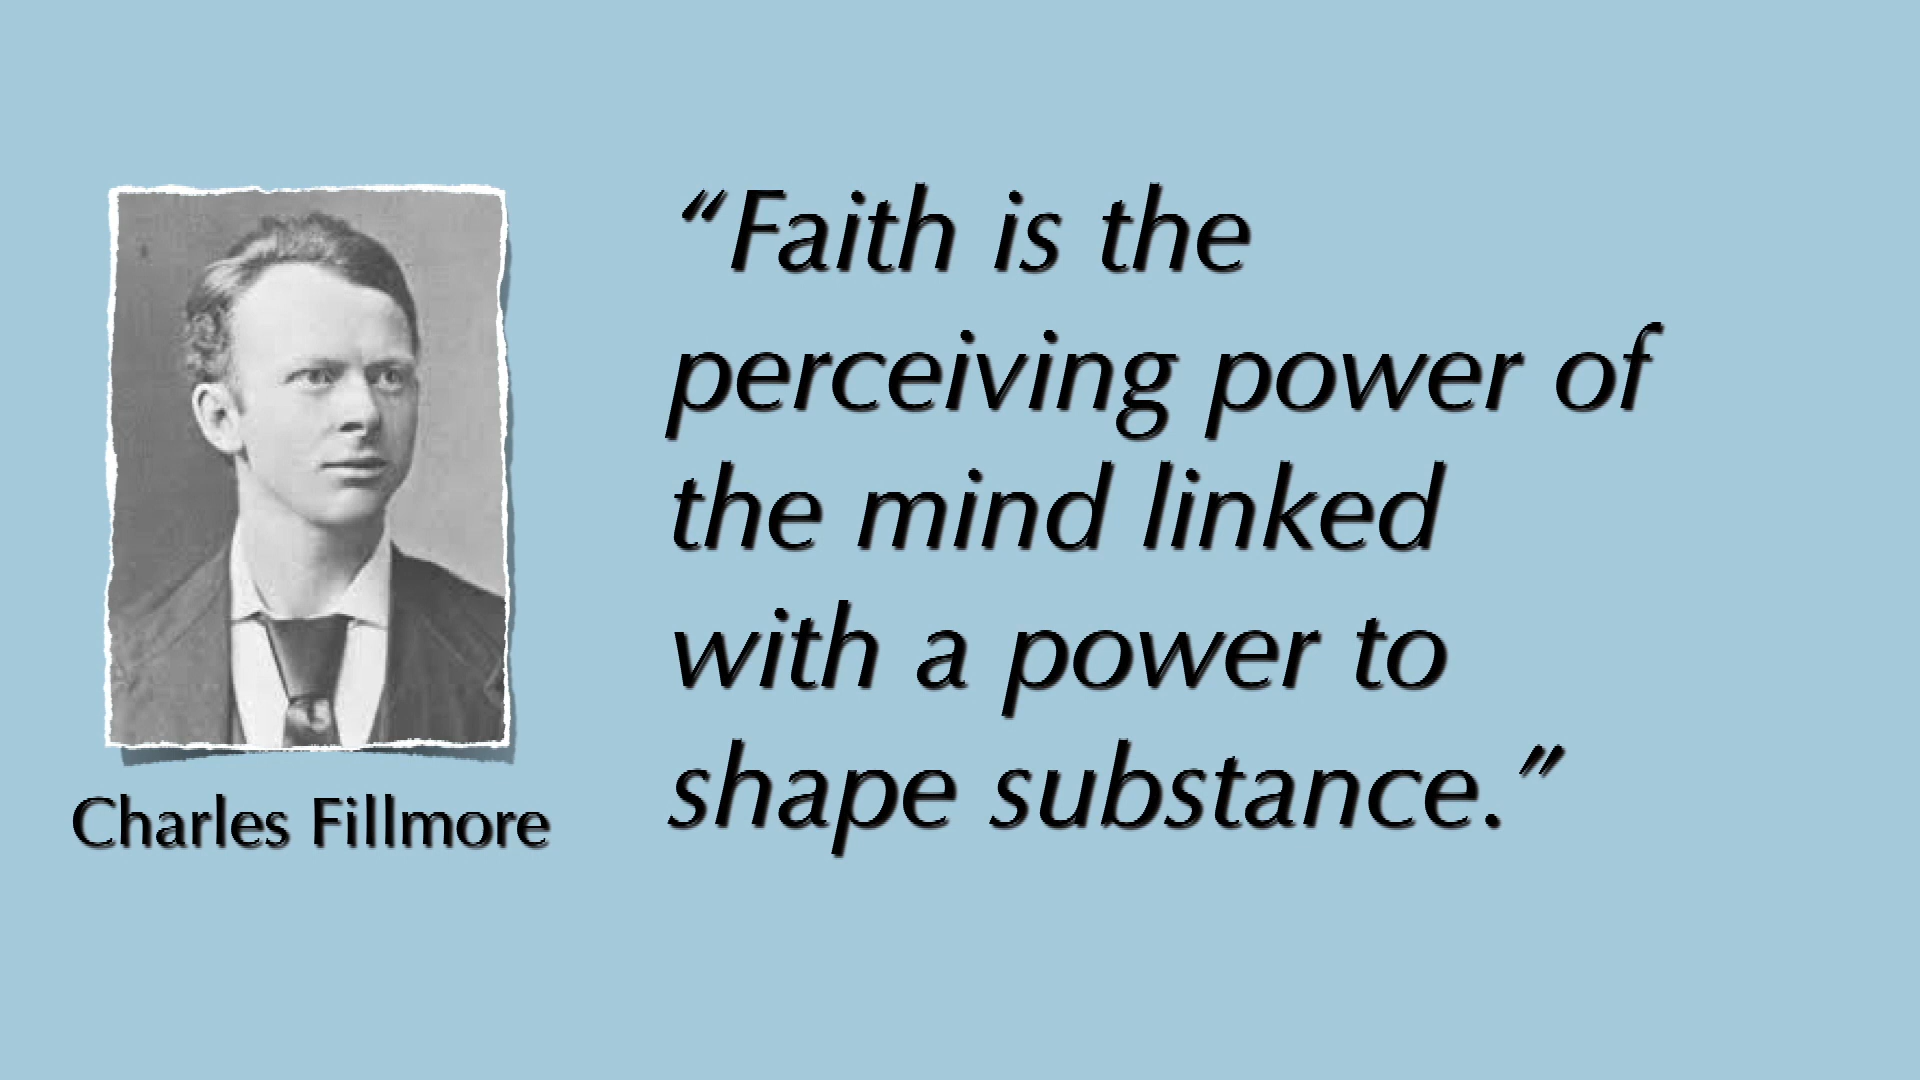 “Faith is the
perceiving power of
the mind linked
with a power to
shape substance.”
Charles Fillmore